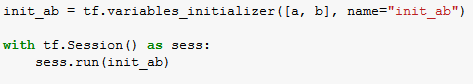 init_ab = tf.variables_initializer([a, b], name="init_ab")
with tf.Session() as sess:
    sess.run(init_ab)